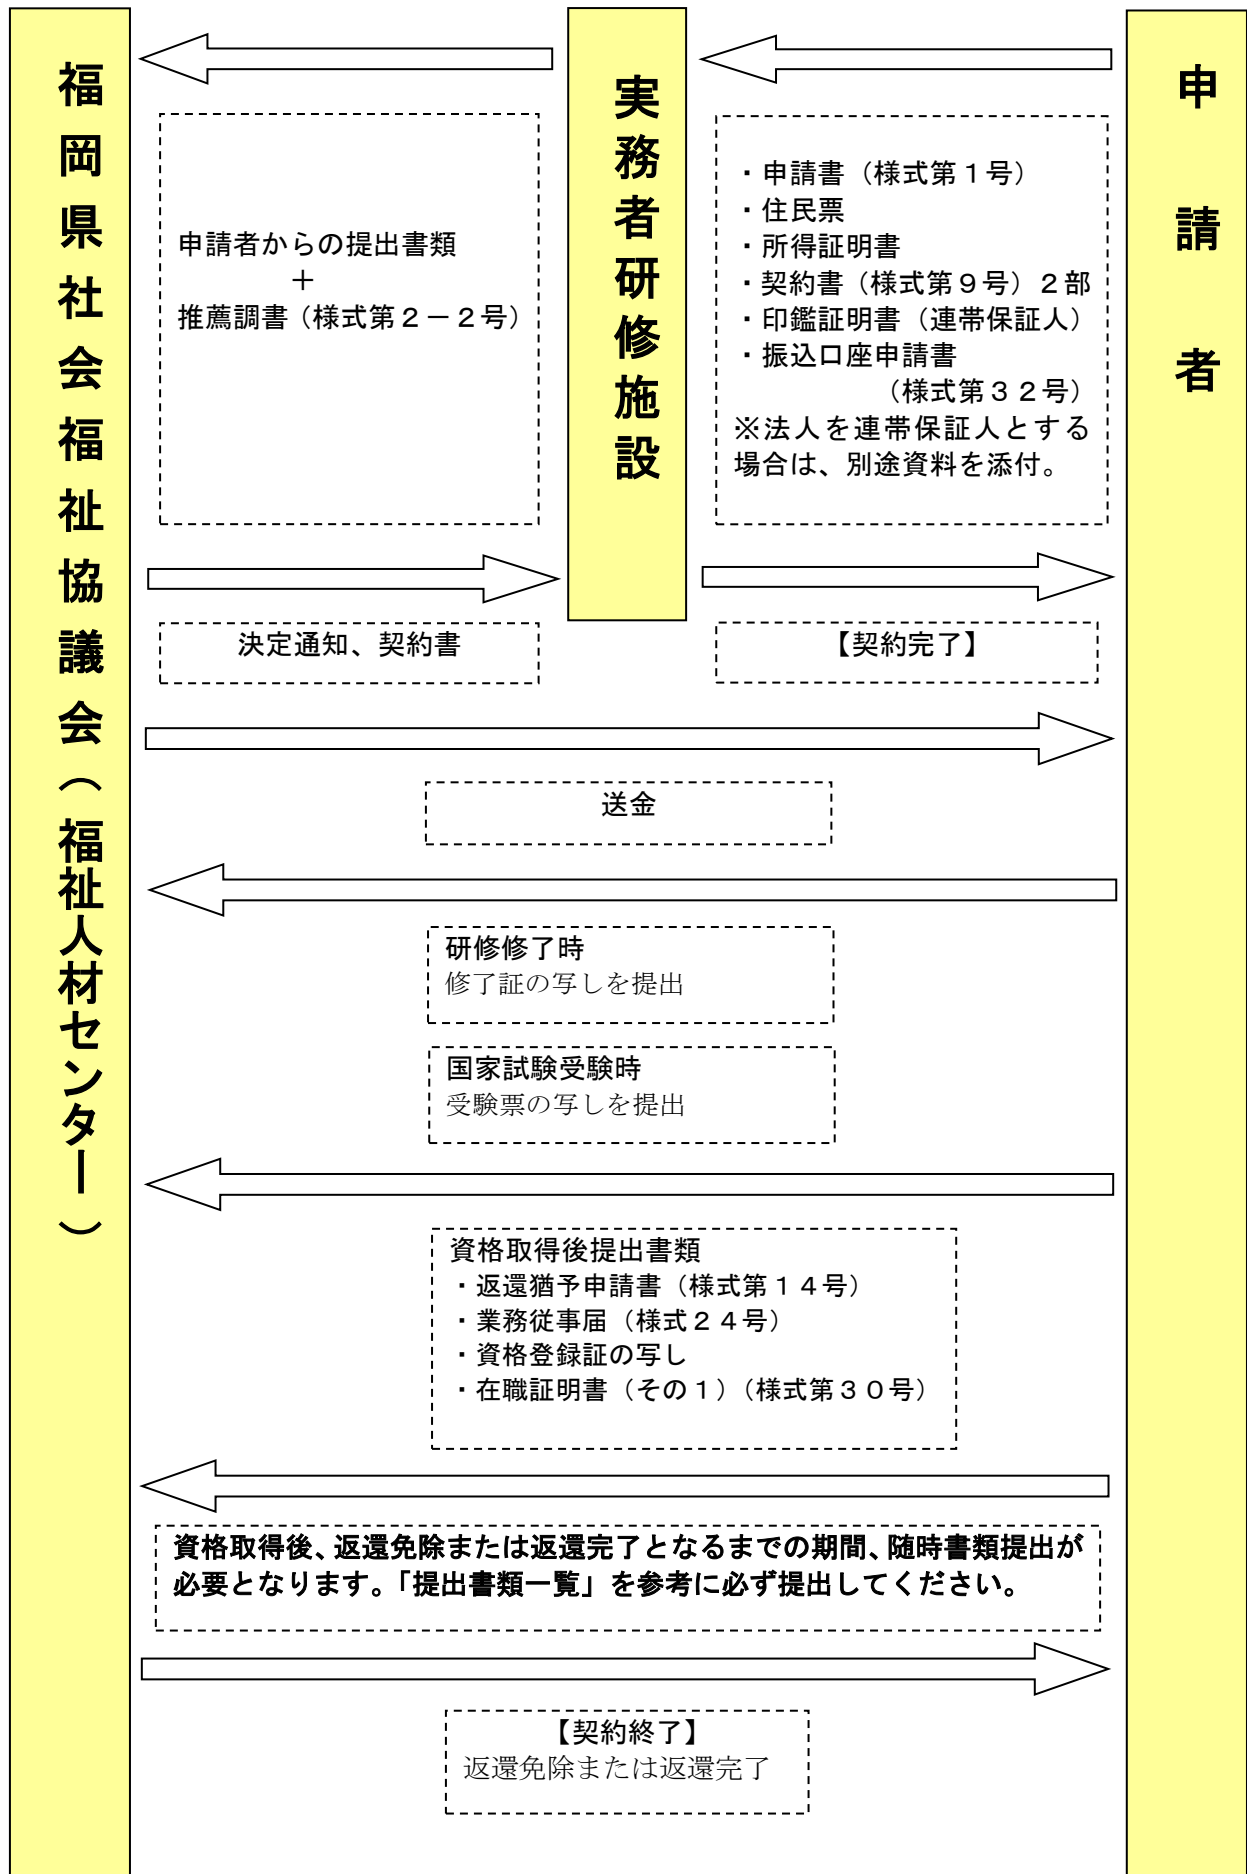 福岡県社会福祉協議会（福祉人材センター）
実務者研修施設
申請者
申請者からの提出書類
＋
推薦調書（様式第２－２号）
・申請書（様式第１号）
・住民票
・所得証明書
・契約書（様式第９号）２部
・印鑑証明書（連帯保証人）
・振込口座申請書
（様式第３２号）
※法人を連帯保証人とする
場合は、別途資料を添付。
決定通知、契約書
【契約完了】
送金
研修修了時
修了証の写しを提出
国家試験受験時
受験票の写しを提出
資格取得後提出書類
・返還猶予申請書（様式第１４号）
・業務従事届（様式２４号）
・資格登録証の写し
・在職証明書（その１）（様式第３０号）
資格取得後、返還免除または返還完了となるまでの期間、随時書類提出が
必要となります。「提出書類一覧」を参考に必ず提出してください。
【契約終了】
返還免除または返還完了